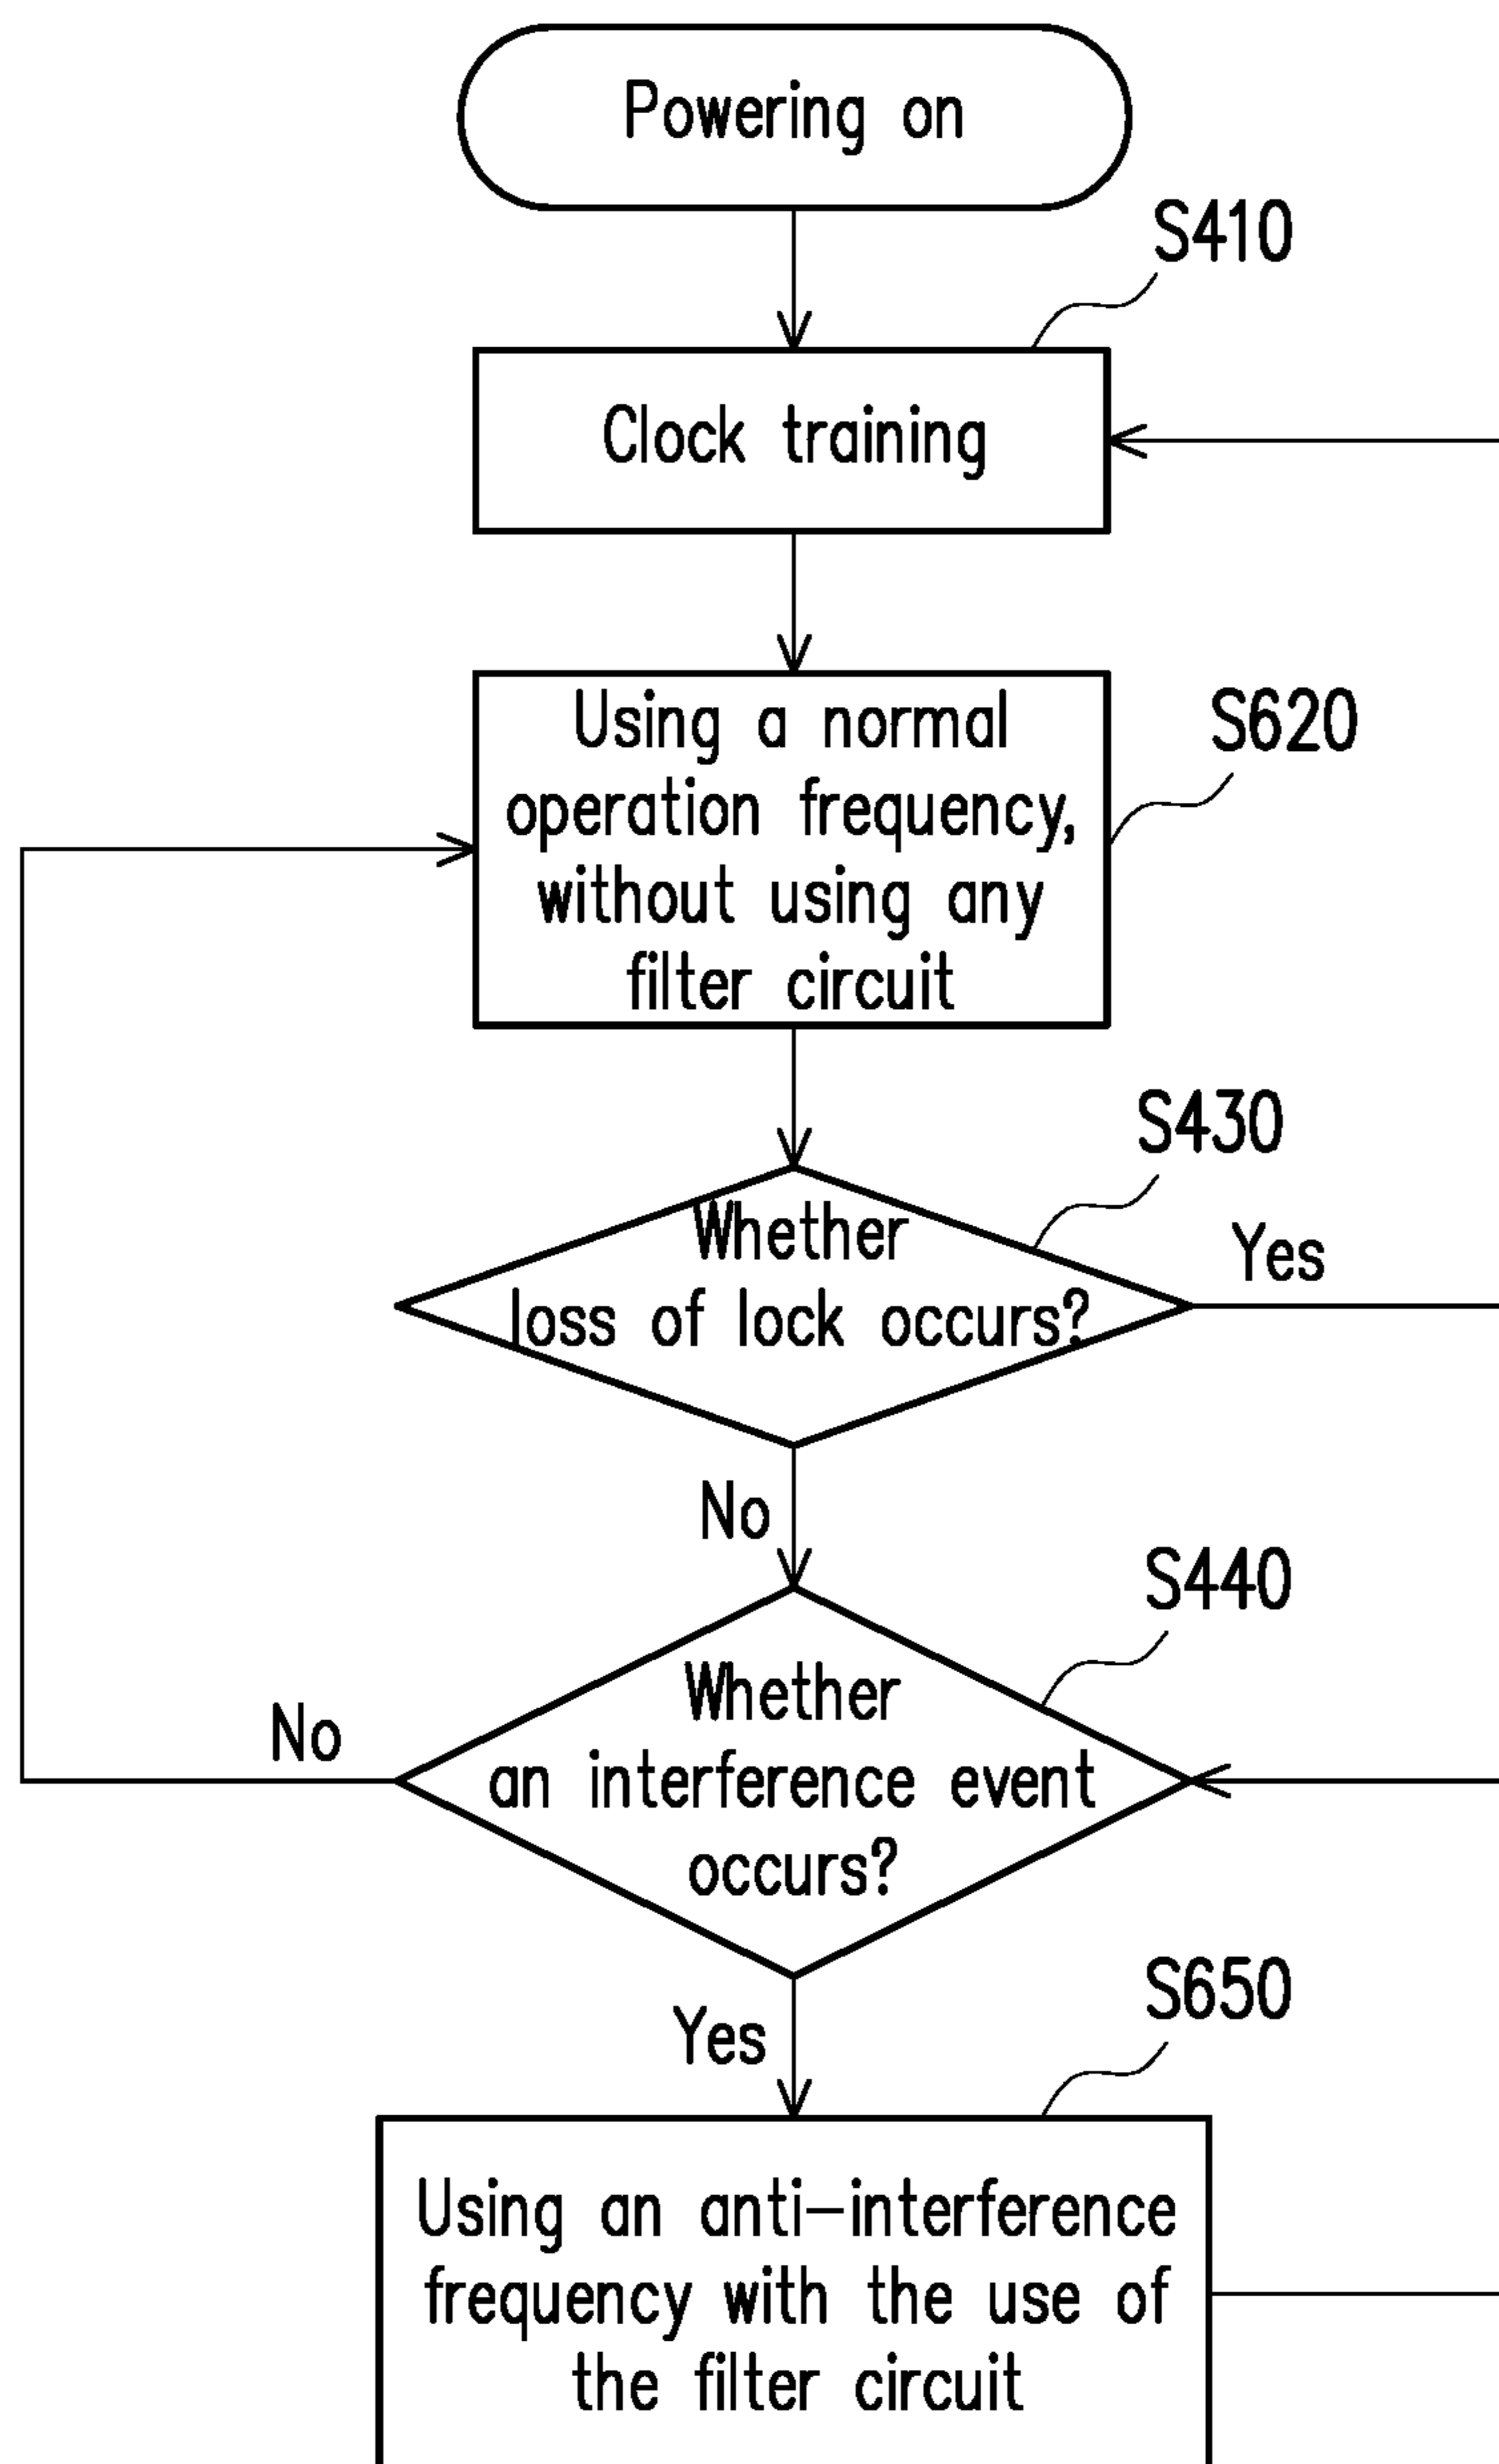 Powering on
S410
Clock training
Using a normal
S620
operation frequency,
without using any
filter circuit
S430
Whether
Yes
loss of lock occurs?
No
S440
Whether
No
an interference event
occurs?
S650
Yes
Using an anti-interference
frequency with the use of
the filter circuit